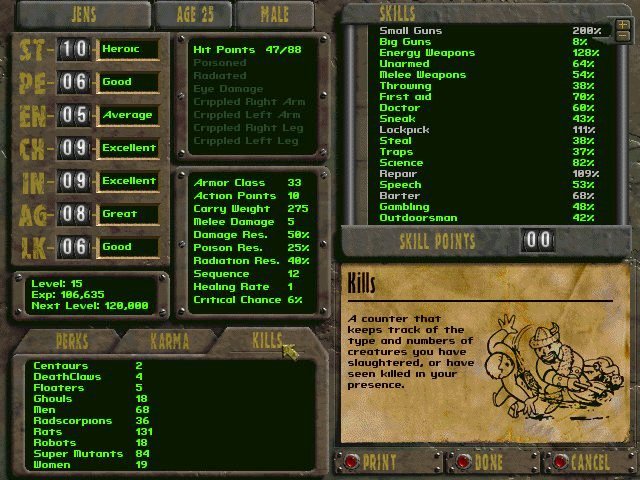 JENS AGE 25 MALE
ST 10 Heroic
PE 06 Good
EN 05 Average
CH 09 Excellent
IN 09 Excellent
AG 08 Great
LK 06 Good
Level: 15
Exp: 106,635
Next Level: 120,000
Hit Points 47/88
Poisoned
Radiated
Eye Damage
Crippled Right Arm
Crippled Left Arm
Crippled Right Leg
Crippled Left Leg
Armor Class 33
Action Points 10
Carry Weight 275
Melee Damage 5
Damage Res. 50%
Poison Res. 25%
Radiation Res. 40%
Sequence 12
Healing Rate 1
Critical Chance 6%
SKILLS
Small Guns 200%
Big Guns 8%
Energy Weapons 128%
Unarmed 64%
Melee Weapons 54%
Throwing 38%
First Aid 70%
Doctor 60%
Sneak 43%
Lockpick 111%
Steal 38%
Traps 37%
Science 82%
Repair 109%
Speech 53%
Barter 68%
Gambling 48%
Outdoorsman 42%
SKILL POINTS 00
PERKS KARMA KILLS
Centaurs 2
DeathClaws 4
Floaters 5
Ghouls 18
Men 68
Radscorpions 36
Rats 131
Robots 18
Super Mutants 84
Women 19
Kills
A counter that
keeps track of the
type and numbers of
creatures you have
slaughtered, or have
seen killed in your
presence.
PRINT DONE CANCEL